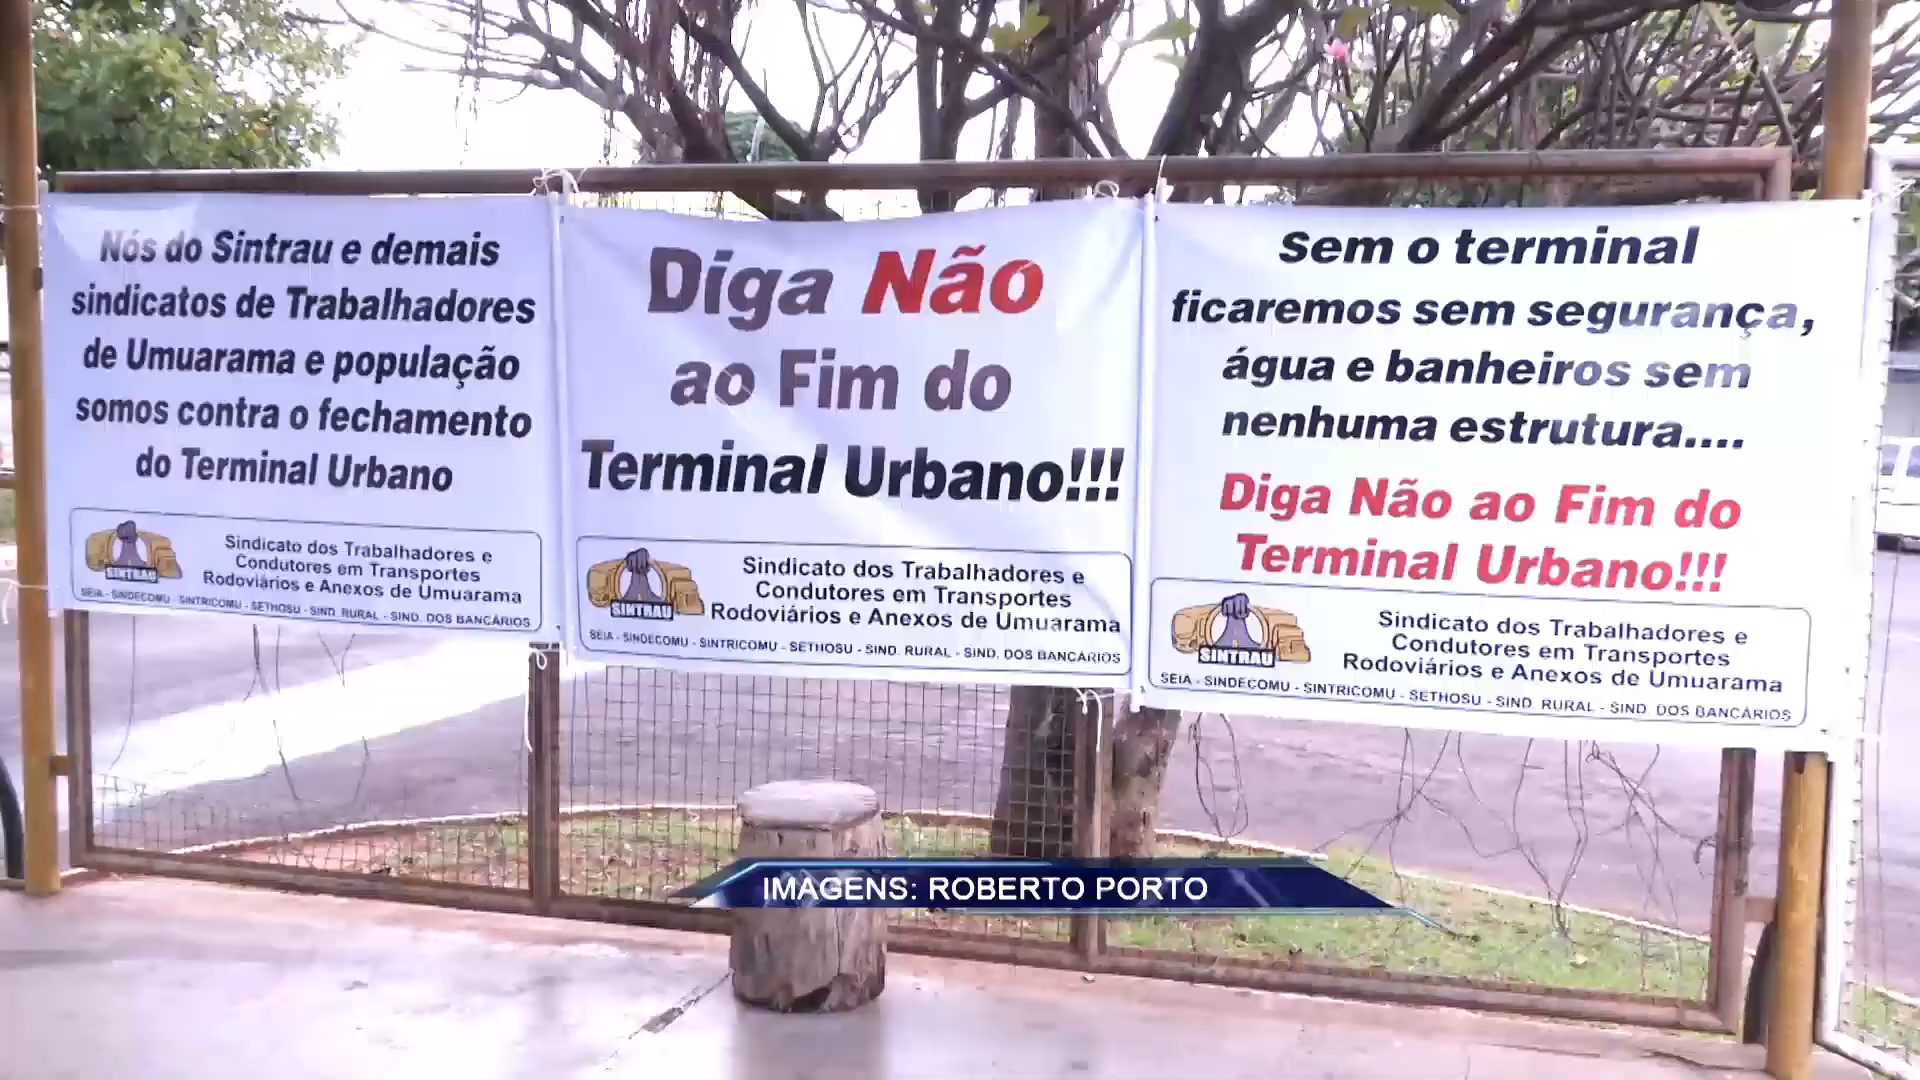 Nós do Sintrau e demais
sindicatos de Trabalhadores
de Umuarama e população
somos contra o fechamento
do Terminal Urbano
SINTRAU
Sindicato dos Trabalhadores e
Condutores em Transportes
Rodoviários e Anexos de Umuarama
SEIA - SINDECOMU - SINTRICOMU - SETHOSU - SIND. RURAL - SIND. DOS BANCÁRIOS
Diga Não
ao Fim do
Terminal Urbano!!!
SINTRAU
Sindicato dos Trabalhadores e
Condutores em Transportes
Rodoviários e Anexos de Umuarama
SEIA - SINDECOMU - SINTRICOMU - SETHOSU - SIND. RURAL - SIND. DOS BANCÁRIOS
Sem o terminal
ficaremos sem segurança,
água e banheiros sem
nenhuma estrutura....
Diga Não ao Fim do
Terminal Urbano!!!
SINTRAU
Sindicato dos Trabalhadores e
Condutores em Transportes
Rodoviários e Anexos de Umuarama
SEIA - SINDECOMU - SINTRICOMU - SETHOSU - SIND. RURAL - SIND. DOS BANCÁRIOS
IMAGENS: ROBERTO PORTO